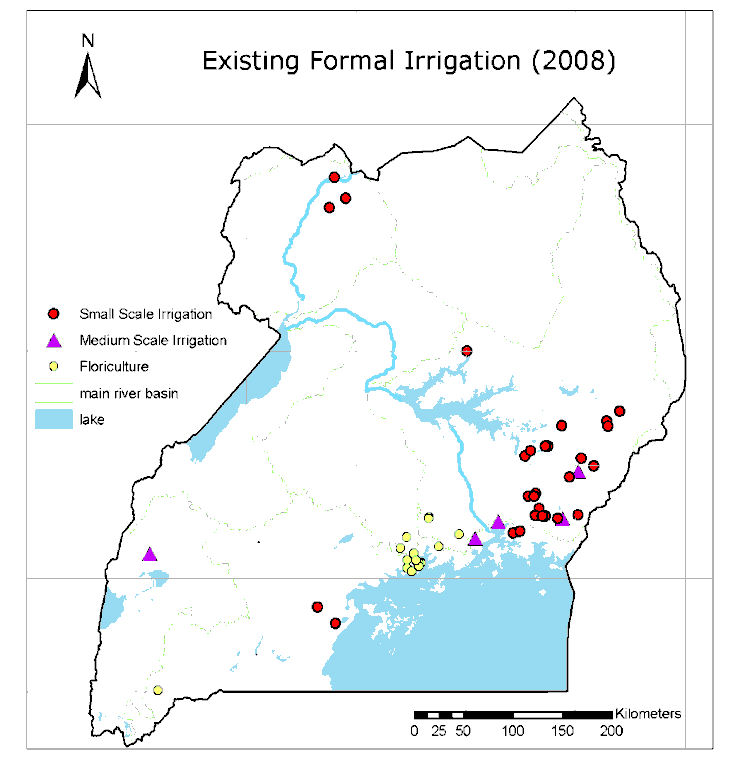 N
Existing Formal Irrigation (2008)
Small Scale Irrigation
Medium Scale Irrigation
Floriculture
main river basin
lake
Kilometers
0 25 50 100 150 200